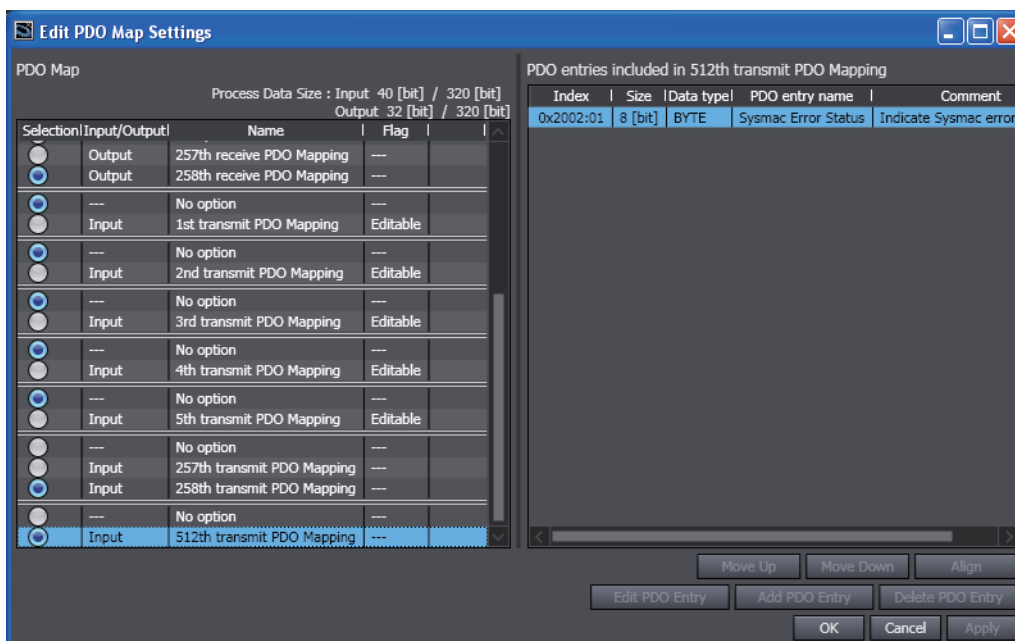 Edit PDO Map Settings
PDO Map
Process Data Size : Input 40 [bit] / 320 [bit]
Output 32 [bit] / 320 [bit]
Selection Input/Output Name Flag
Output 257th receive PDO Mapping ---
Output 258th receive PDO Mapping ---
--- No option ---
Input 1st transmit PDO Mapping Editable
--- No option ---
Input 2nd transmit PDO Mapping Editable
--- No option ---
Input 3rd transmit PDO Mapping Editable
--- No option ---
Input 4th transmit PDO Mapping Editable
--- No option ---
Input 5th transmit PDO Mapping Editable
--- No option ---
Input 257th transmit PDO Mapping ---
Input 258th transmit PDO Mapping ---
--- No option ---
Input 512th transmit PDO Mapping ---
PDO entries included in 512th transmit PDO Mapping
Index Size Data type PDO entry name Comment
0x2002:01 8 [bit] BYTE Sysmac Error Status Indicate Sysmac error
Move Up Move Down Align
Edit PDO Entry Add PDO Entry Delete PDO Entry
OK Cancel Apply